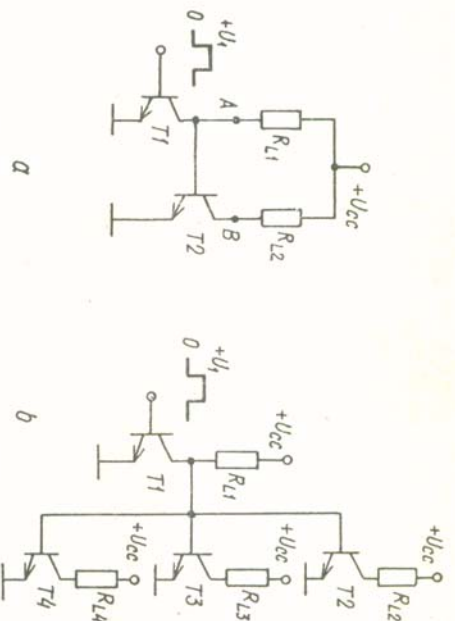 +Ucc
RL1
RL2
A
B
+U1
0
T1
T2
a
+Ucc
RL2
T2
+Ucc
RL1
+Ucc
RL3
T3
+U1
0
T1
+Ucc
RL4
T4
b